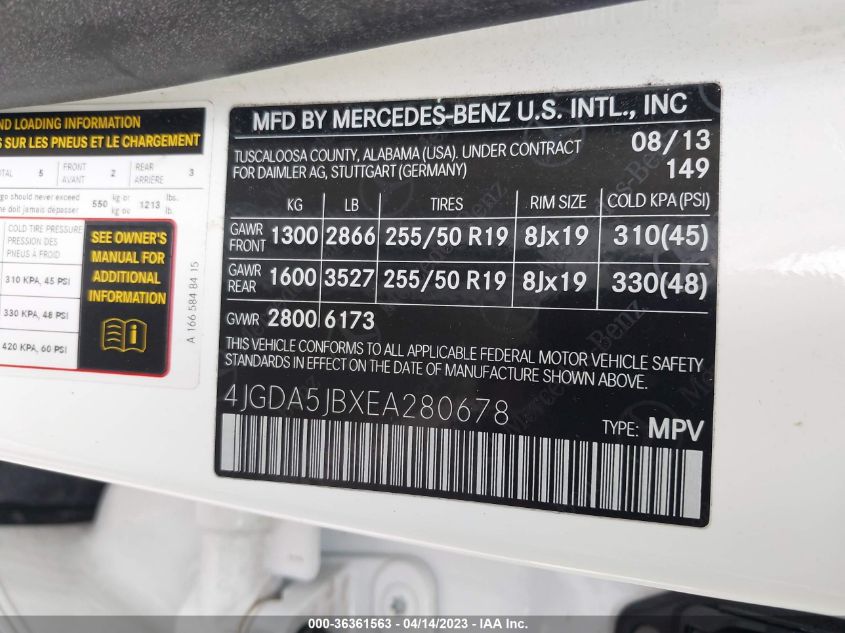 ND LOADING INFORMATION
S SUR LES PNEUS ET LE CHARGEMENT
OTAL 5 FRONT AVANT 2 REAR ARRIÈRE 3
go should never exceed
ne doit jamais dépasser
550 kg or kg ou 1213 lbs. lb.
COLD TIRE PRESSURE
PRESSION DES
PNEUS A FROID
310 KPA, 45 PSI
330 KPA, 48 PSI
420 KPA, 60 PSI
SEE OWNER'S
MANUAL FOR
ADDITIONAL
INFORMATION
A 166 584 84 15
MFD BY MERCEDES-BENZ U.S. INTL., INC
TUSCALOOSA COUNTY, ALABAMA (USA). UNDER CONTRACT
FOR DAIMLER AG, STUTTGART (GERMANY)
08/13
149
KG LB TIRES RIM SIZE COLD KPA (PSI)
GAWR FRONT 1300 2866 255/50 R19 8Jx19 310(45)
GAWR REAR 1600 3527 255/50 R19 8Jx19 330(48)
GVWR 2800 6173
THIS VEHICLE CONFORMS TO ALL APPLICABLE FEDERAL MOTOR VEHICLE SAFETY
STANDARDS IN EFFECT ON THE DATE OF MANUFACTURE SHOWN ABOVE.
4JGDA5JBXEA280678
TYPE: MPV
000-36361563 - 04/14/2023 - IAA Inc.